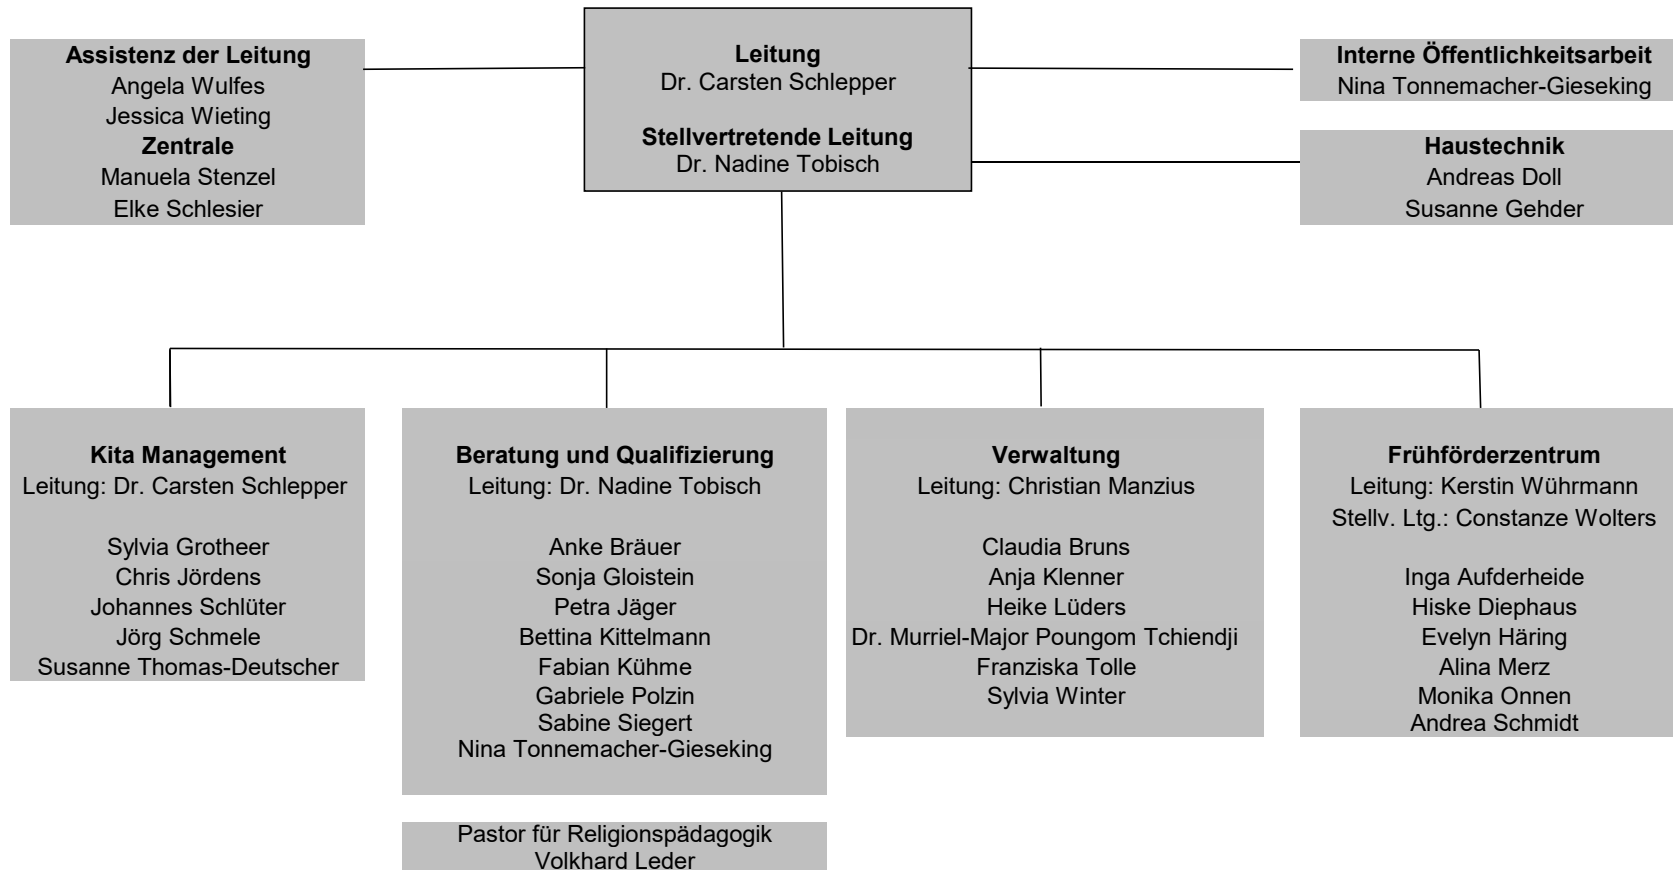 Assistenz der Leitung
Angela Wulfes
Jessica Wieting
Zentrale
Manuela Stenzel
Elke Schlesier
Leitung
Dr. Carsten Schlepper
Stellvertretende Leitung
Dr. Nadine Tobisch
Interne Öffentlichkeitsarbeit
Nina Tonnemacher-Gieseking
Haustechnik
Andreas Doll
Susanne Gehder
Kita Management
Leitung: Dr. Carsten Schlepper
Sylvia Grotheer
Chris Jördens
Johannes Schlüter
Jörg Schmele
Susanne Thomas-Deutscher
Beratung und Qualifizierung
Leitung: Dr. Nadine Tobisch
Anke Bräuer
Sonja Gloistein
Petra Jäger
Bettina Kittelmann
Fabian Kühme
Gabriele Polzin
Sabine Siegert
Nina Tonnemacher-Gieseking
Pastor für Religionspädagogik
Volkhard Leder
Verwaltung
Leitung: Christian Manzius
Claudia Bruns
Anja Klenner
Heike Lüders
Dr. Murriel-Major Poungom Tchiendji
Franziska Tolle
Sylvia Winter
Frühförderzentrum
Leitung: Kerstin Wührmann
Stellv. Ltg.: Constanze Wolters
Inga Aufderheide
Hiske Diephaus
Evelyn Häring
Alina Merz
Monika Onnen
Andrea Schmidt